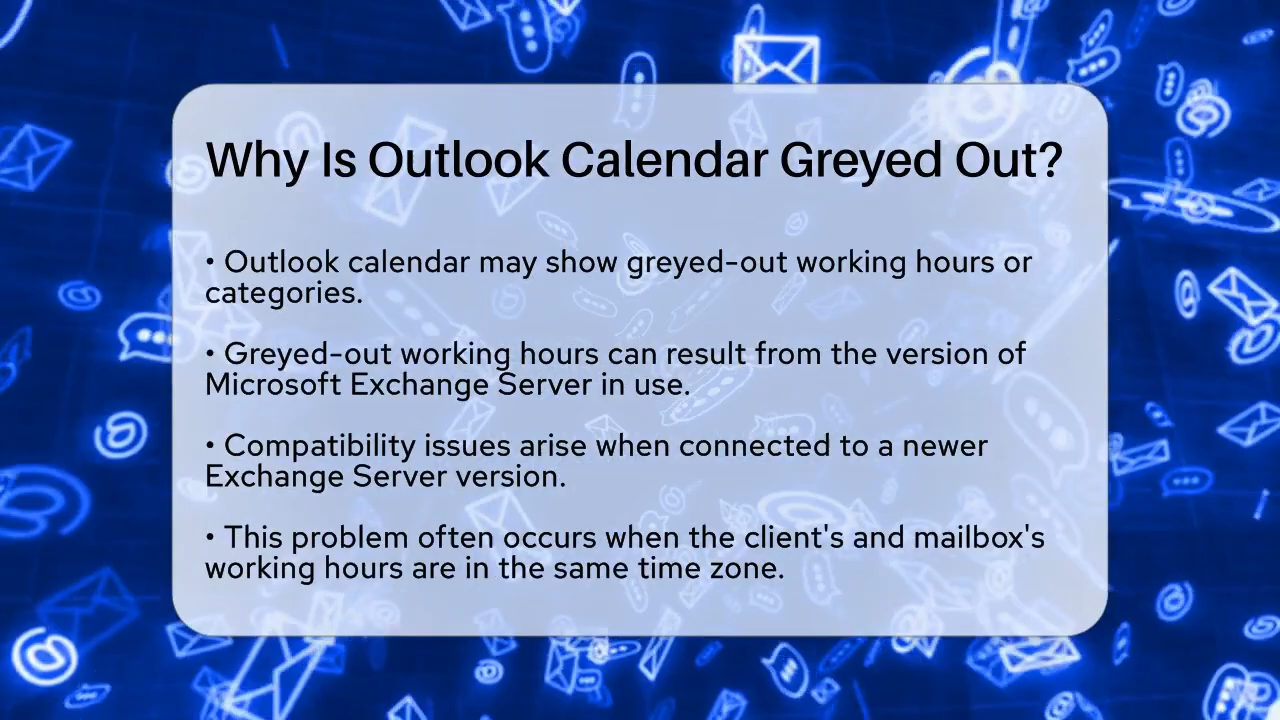 Why Is Outlook Calendar Greyed Out?
• Outlook calendar may show greyed-out working hours or
categories.
• Greyed-out working hours can result from the version of
Microsoft Exchange Server in use.
• Compatibility issues arise when connected to a newer
Exchange Server version.
• This problem often occurs when the client's and mailbox's
working hours are in the same time zone.